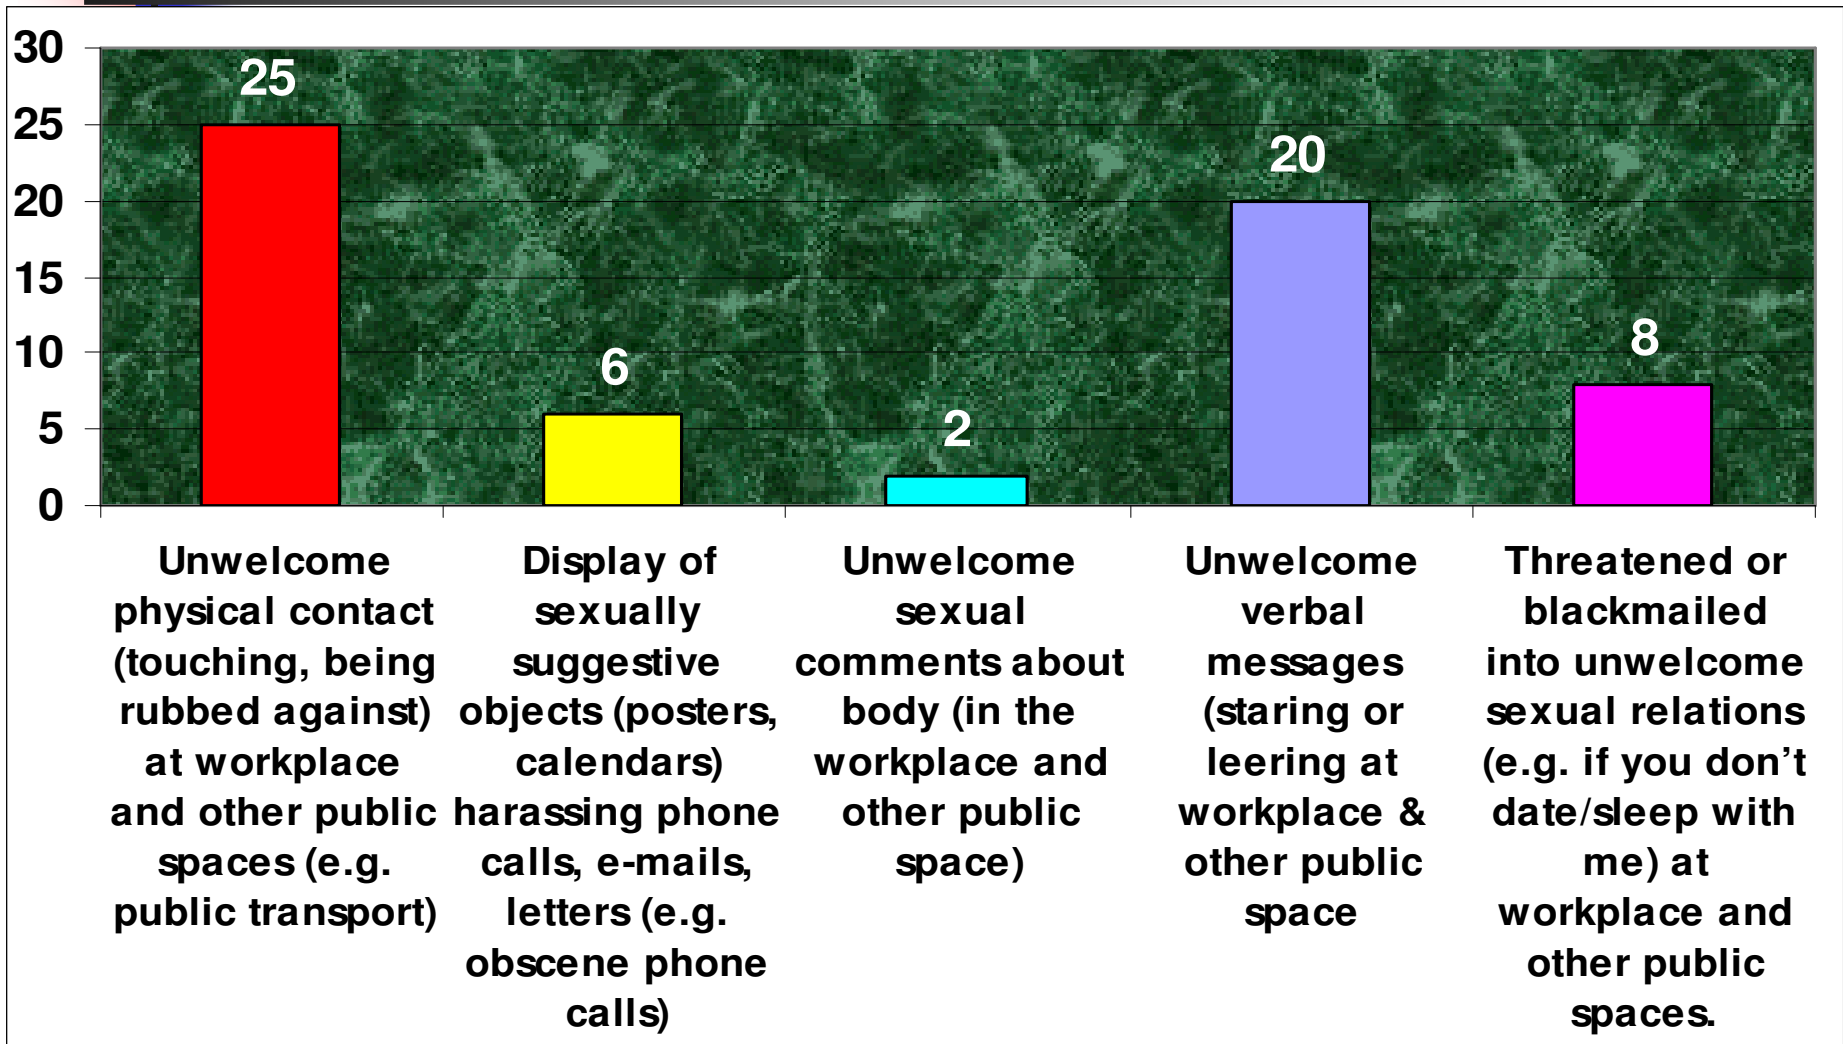 30
25
20
15
10
5
0
25
6
2
20
8
Unwelcome
physical contact
(touching, being
rubbed against)
at workplace
and other public
spaces (e.g.
public transport)
Display of
sexually
suggestive
objects (posters,
calendars)
harassing phone
calls, e-mails,
letters (e.g.
obscene phone
calls)
Unwelcome
sexual
comments about
body (in the
workplace and
other public
space)
Unwelcome
verbal
messages
(staring or
leering at
workplace &
other public
space
Threatened or
blackmailed
into unwelcome
sexual relations
(e.g. if you don’t
date/sleep with
me) at
workplace and
other public
spaces.